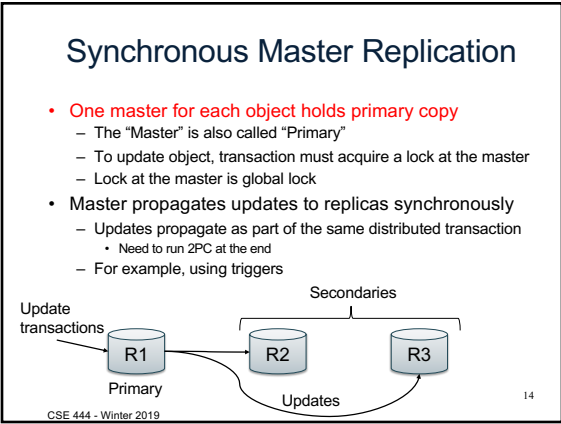 Synchronous Master Replication
• One master for each object holds primary copy
– The “Master” is also called “Primary”
– To update object, transaction must acquire a lock at the master
– Lock at the master is global lock
• Master propagates updates to replicas synchronously
– Updates propagate as part of the same distributed transaction
• Need to run 2PC at the end
– For example, using triggers
Secondaries
Update
transactions
R1
R2
R3
Primary
Updates
CSE 444 - Winter 2019
14